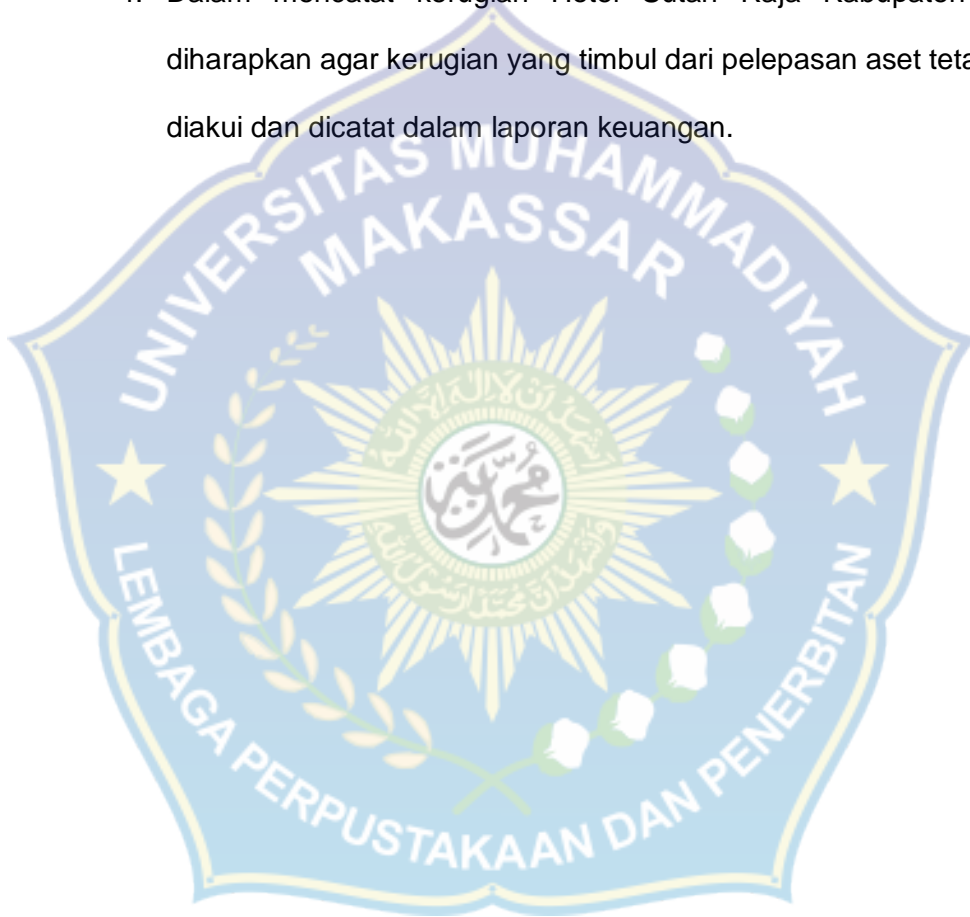 Dalam mencatat kerugian Hotel Sutan Raja Kabupaten
diharapkan agar kerugian yang timbul dari pelepasan aset teta
diakui dan dicatat dalam laporan keuangan.
UNIVERSITAS MUHAMMADIYAH
MAKASSAR
LEMBAGA PERPUSTAKAAN DAN PENERBITAN